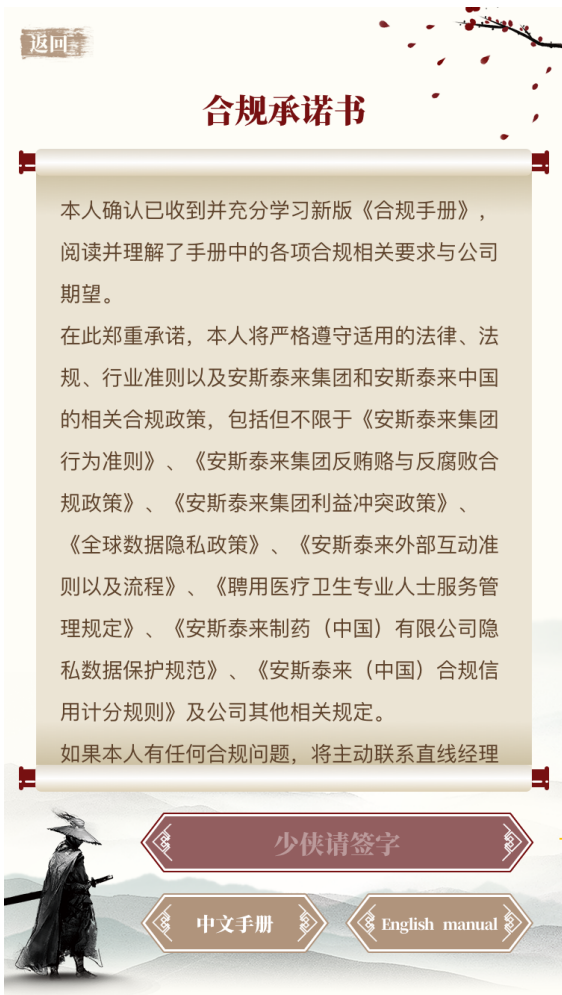 返回
合规承诺书
本人确认已收到并充分学习新版《合规手册》，
阅读并理解了手册中的各项合规相关要求与公司
期望。
在此郑重承诺，本人将严格遵守适用的法律、法
规、行业准则以及安斯泰来集团和安斯泰来中国
的相关合规政策，包括但不限于《安斯泰来集团
行为准则》、《安斯泰来集团反贿赂与反腐败合
规政策》、《安斯泰来集团利益冲突政策》、
《全球数据隐私政策》、《安斯泰来外部互动准
则以及流程》、《聘用医疗卫生专业人士服务管
理规定》、《安斯泰来制药（中国）有限公司隐
私数据保护规范》、《安斯泰来（中国）合规信
用计分规则》及公司其他相关规定。
如果本人有任何合规问题，将主动联系直线经理
少侠请签字
中文手册
English manual